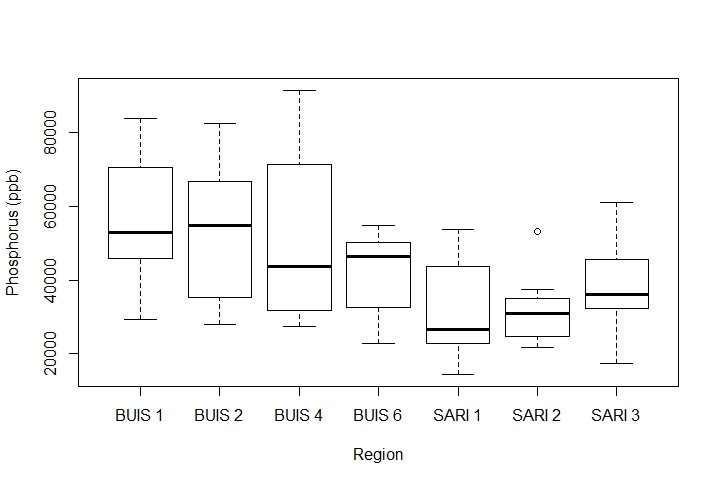 Phosphorus (ppb)
80000
60000
40000
20000
BUIS 1 BUIS 2 BUIS 4 BUIS 6 SARI 1 SARI 2 SARI 3
Region